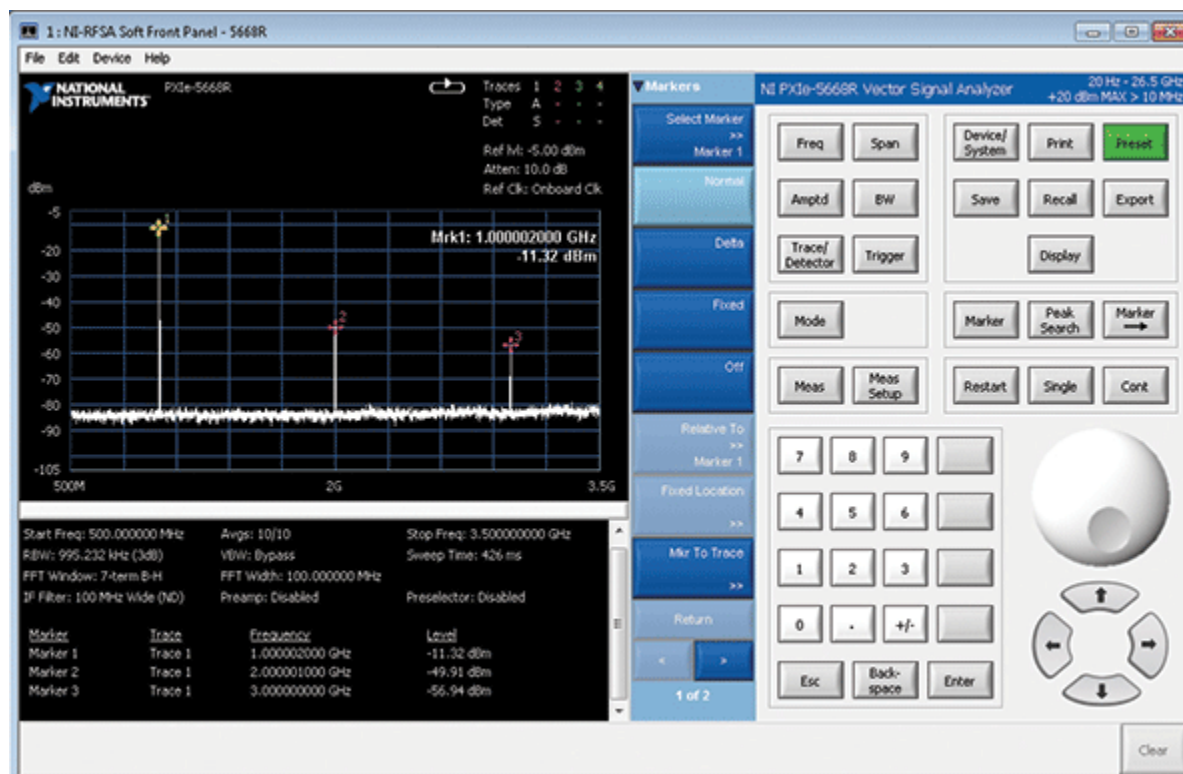 1: NI-RFSA Soft Front Panel - 5668R
File Edit Device Help
NATIONAL INSTRUMENTS
PXIe-5668R
Traces 1 2 3 4
Type A - - -
Det S - - -
Ref lvl: -5.00 dBm
Atten: 10.0 dB
Ref Clk: Onboard Clk
dBm
-5
-20
-30
-40
-50
-60
-70
-80
-90
-105
1
2
3
Mrk1: 1.000002000 GHz
-11.32 dBm
500M 2G 3.5G
Start Freq: 500.000000 MHz Avgs: 10/10 Stop Freq: 3.500000000 GHz
RBW: 995.232 kHz (3dB) VBW: Bypass Sweep Time: 426 ms
FFT Window: 7-term B-H FFT Width: 100.000000 MHz
IF Filter: 100 MHz Wide (ND) Preamp: Disabled Preselector: Disabled
Marker Trace Frequency Level
Marker 1 Trace 1 1.000002000 GHz -11.32 dBm
Marker 2 Trace 1 2.000001000 GHz -49.91 dBm
Marker 3 Trace 1 3.000000000 GHz -56.94 dBm
Markers
Select Marker
>>
Marker 1
Normal
Delta
Fixed
Off
Relative To
>>
Marker 1
Fixed Location
>>
Mkr To Trace
>>
Return
< >
1 of 2
NI PXIe-5668R Vector Signal Analyzer
20 Hz - 26.5 GHz
+20 dBm MAX > 10 MHz
Freq Span
Amptd BW
Trace/
Detector
Trigger
Device/
System
Print Preset
Save Recall Export
Display
Mode
Marker
Peak
Search
Marker
Meas
Meas
Setup
Restart Single Cont
7 8 9
4 5 6
1 2 3
0 . +/-
Esc
Back-
space
Enter
Clear